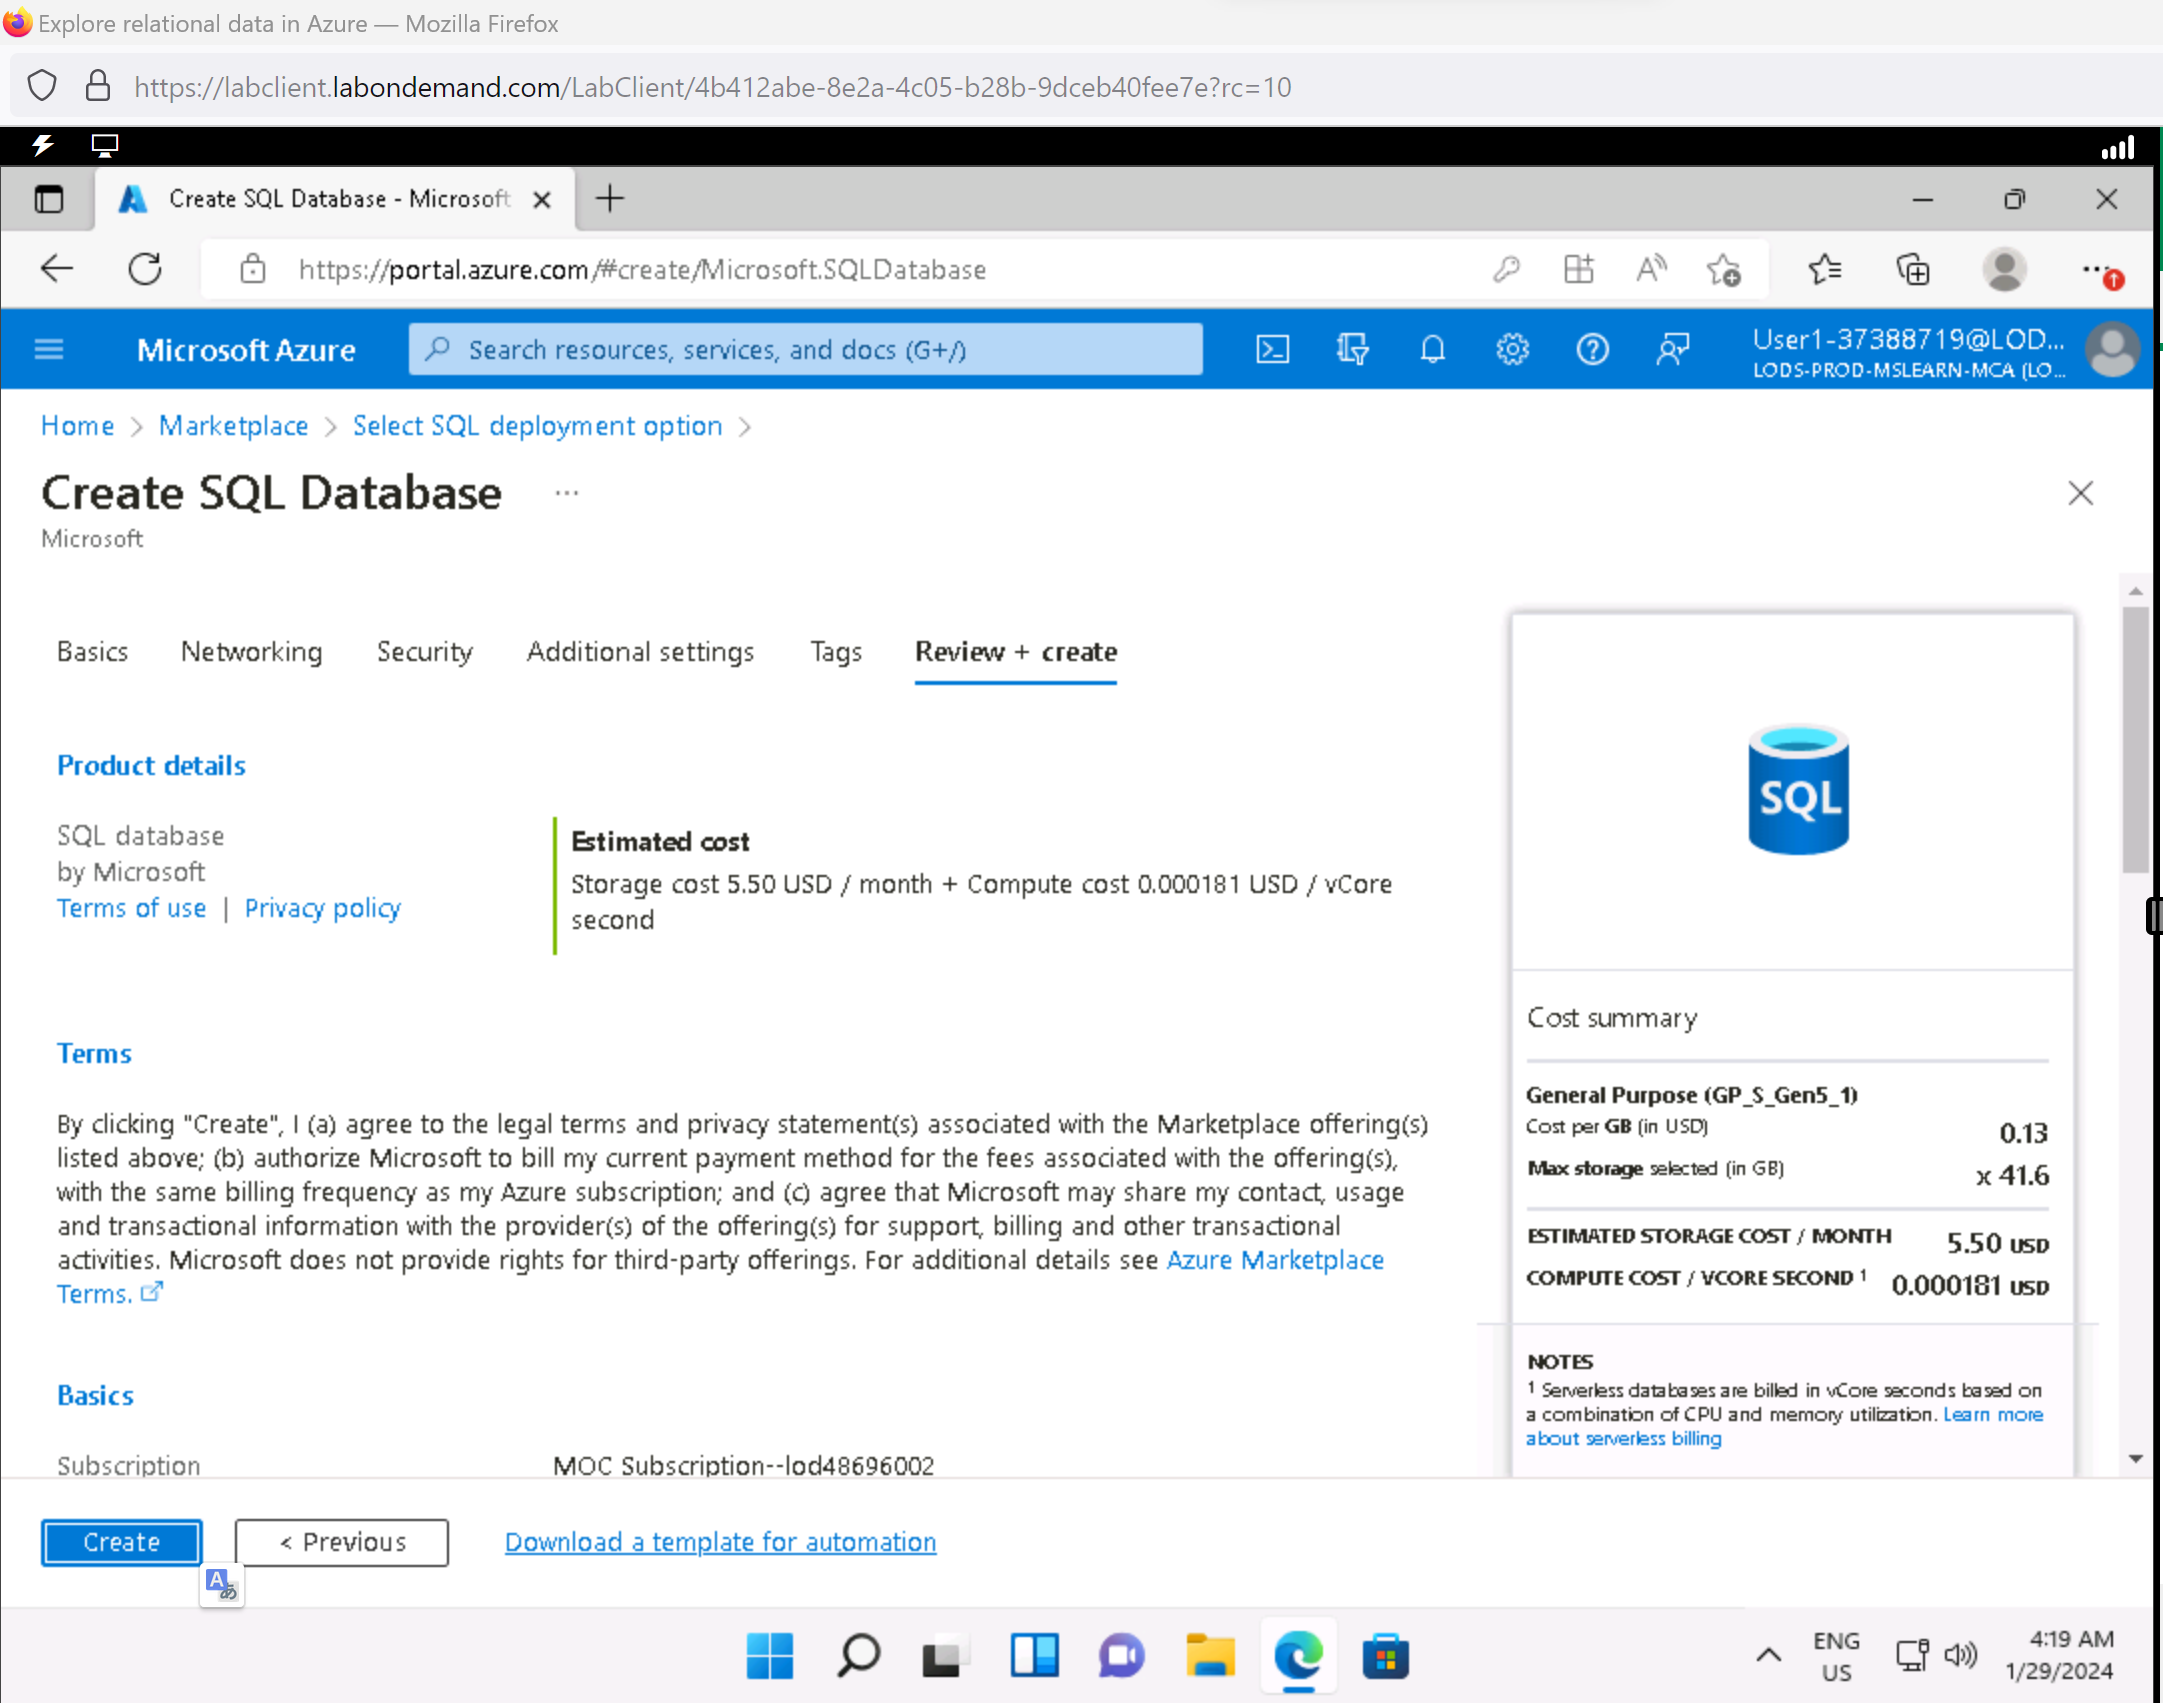 Explore relational data in Azure — Mozilla Firefox
https://labclient.labondemand.com/LabClient/4b412abe-8e2a-4c05-b28b-9dceb40fee7e?rc=10
Create SQL Database - Microsoft
https://portal.azure.com/#create/Microsoft.SQLDatabase
Microsoft Azure
Search resources, services, and docs (G+/)
User1-37388719@LOD...
LODS-PROD-MSLEARN-MCA (LO...
Home > Marketplace > Select SQL deployment option >
Create SQL Database ...
Microsoft
Basics Networking Security Additional settings Tags Review + create
Product details
SQL database
by Microsoft
Terms of use | Privacy policy
Estimated cost
Storage cost 5.50 USD / month + Compute cost 0.000181 USD / vCore
second
Terms
By clicking "Create", I (a) agree to the legal terms and privacy statement(s) associated with the Marketplace offering(s)
listed above; (b) authorize Microsoft to bill my current payment method for the fees associated with the offering(s),
with the same billing frequency as my Azure subscription; and (c) agree that Microsoft may share my contact, usage
and transactional information with the provider(s) of the offering(s) for support, billing and other transactional
activities. Microsoft does not provide rights for third-party offerings. For additional details see Azure Marketplace
Terms.
Basics
Subscription MOC Subscription--lod48696002
SQL
Cost summary
General Purpose (GP_S_Gen5_1)
Cost per GB (in USD) 0.13
Max storage selected (in GB) x 41.6
ESTIMATED STORAGE COST / MONTH 5.50 USD
COMPUTE COST / VCORE SECOND 1 0.000181 USD
NOTES
1 Serverless databases are billed in vCore seconds based on
a combination of CPU and memory utilization. Learn more
about serverless billing
Create < Previous Download a template for automation
A あ
ENG
US
4:19 AM
1/29/2024